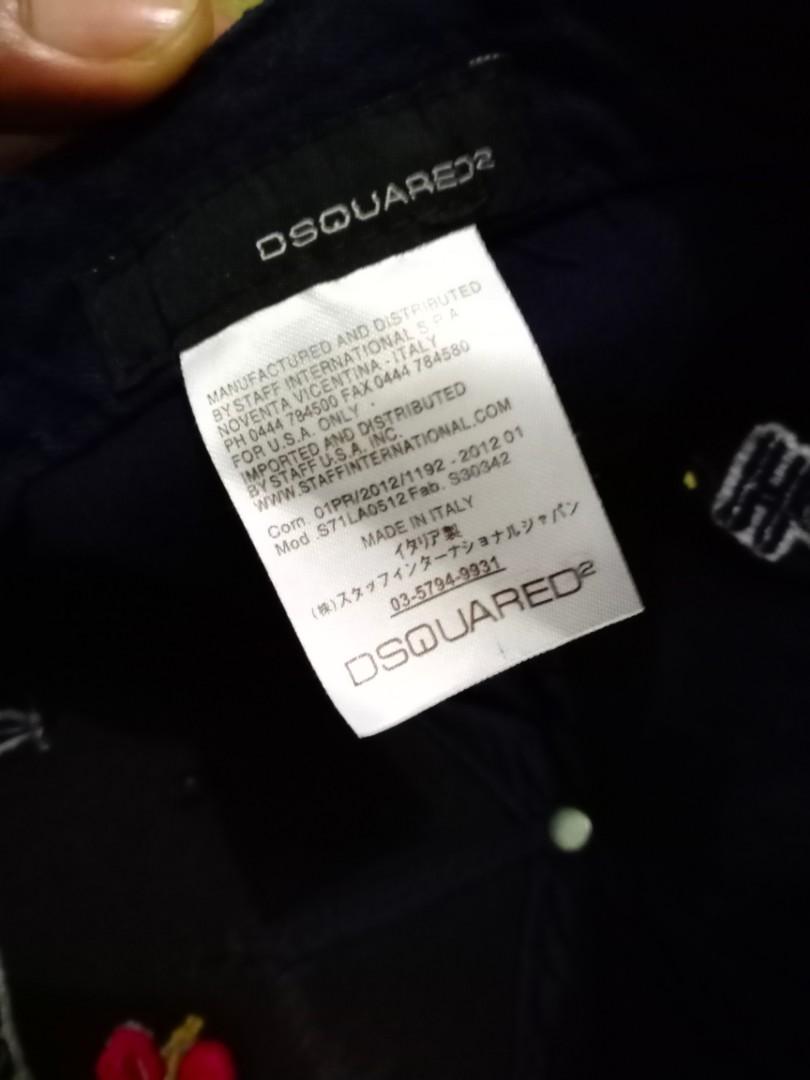 DSQUARED2
MANUFACTURED AND DISTRIBUTED
BY STAFF INTERNATIONAL S.P.A
NOVENTA VICENTINA - ITALY
PH 0444 784500 FAX 0444 784580
FOR U.S.A. ONLY .
IMPORTED AND DISTRIBUTED
BY STAFF U.S.A. INC.
WWW.STAFFINTERNATIONAL.COM
Com. 01PR/2012/1192 - 2012 01
Mod .S71LA0512 Fab. S30342
MADE IN ITALY
イタリア製
(株)スタッフインターナショナルジャパン
03-5794-9931
DSQUARED2